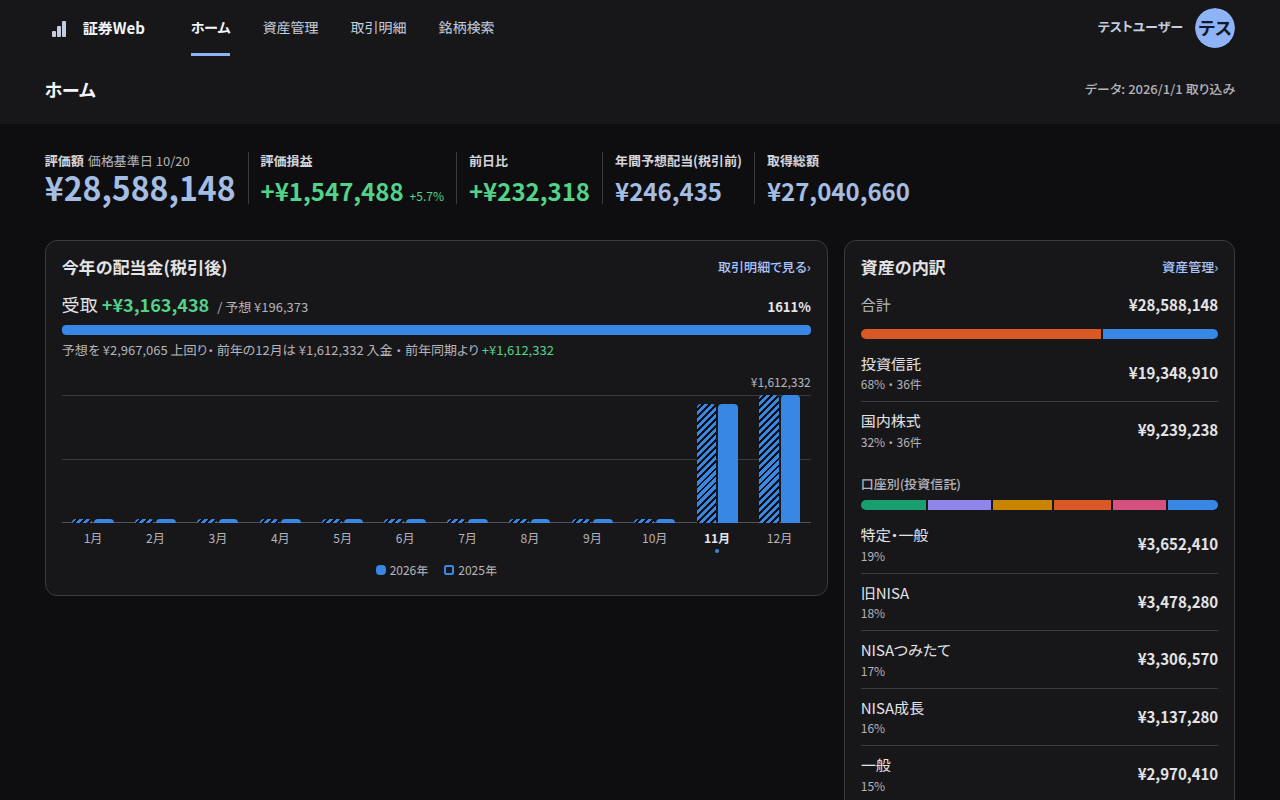 証券Web ホーム 資産管理 取引明細 銘柄検索 テストユーザー テス
ホーム データ: 2026/1/1 取り込み
評価額 価格基準日 10/20
¥28,588,148
評価損益
+¥1,547,488 +5.7%
前日比
+¥232,318
年間予想配当(税引前)
¥246,435
取得総額
¥27,040,660
今年の配当金(税引後) 取引明細で見る›
受取 +¥3,163,438 / 予想 ¥196,373 1611%
予想を ¥2,967,065 上回り・前年の12月は ¥1,612,332 入金・前年同期より +¥1,612,332
¥1,612,332
1月 2月 3月 4月 5月 6月 7月 8月 9月 10月 11月 12月
2026年 2025年
資産の内訳 資産管理›
合計 ¥28,588,148
投資信託 ¥19,348,910
68%・36件
国内株式 ¥9,239,238
32%・36件
口座別(投資信託)
特定・一般 ¥3,652,410
19%
旧NISA ¥3,478,280
18%
NISAつみたて ¥3,306,570
17%
NISA成長 ¥3,137,280
16%
一般 ¥2,970,410
15%